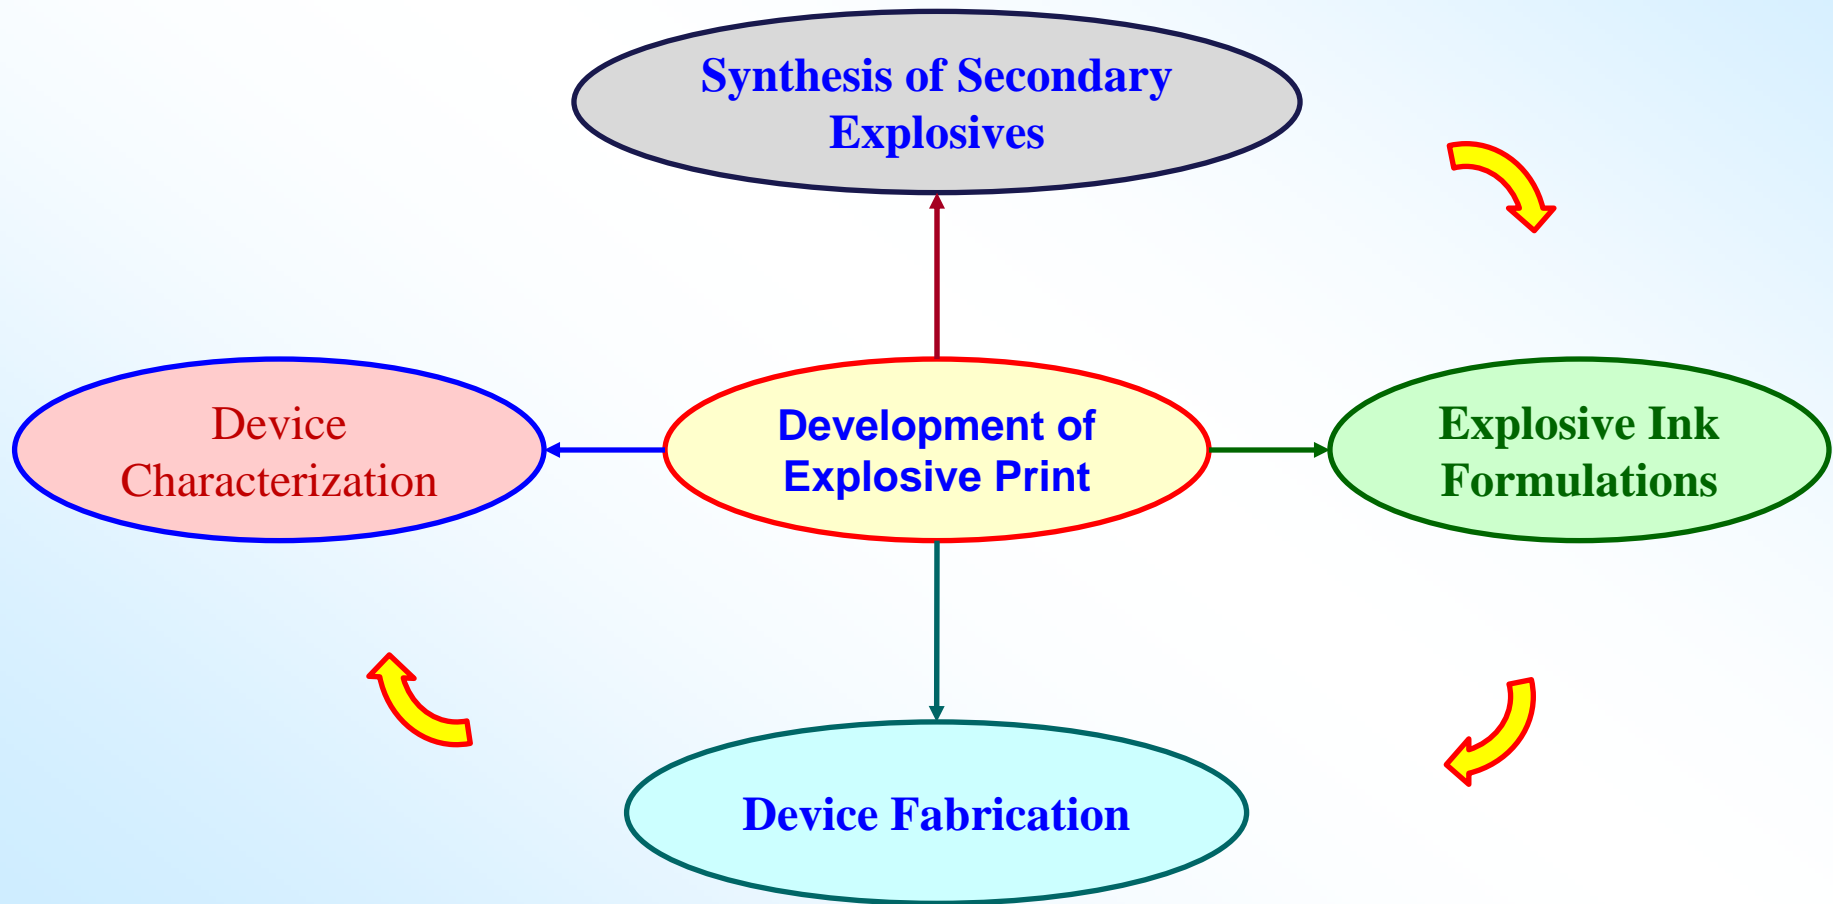 Synthesis of Secondary
Explosives
Device
Characterization
Development of
Explosive Print
Explosive Ink
Formulations
Device Fabrication